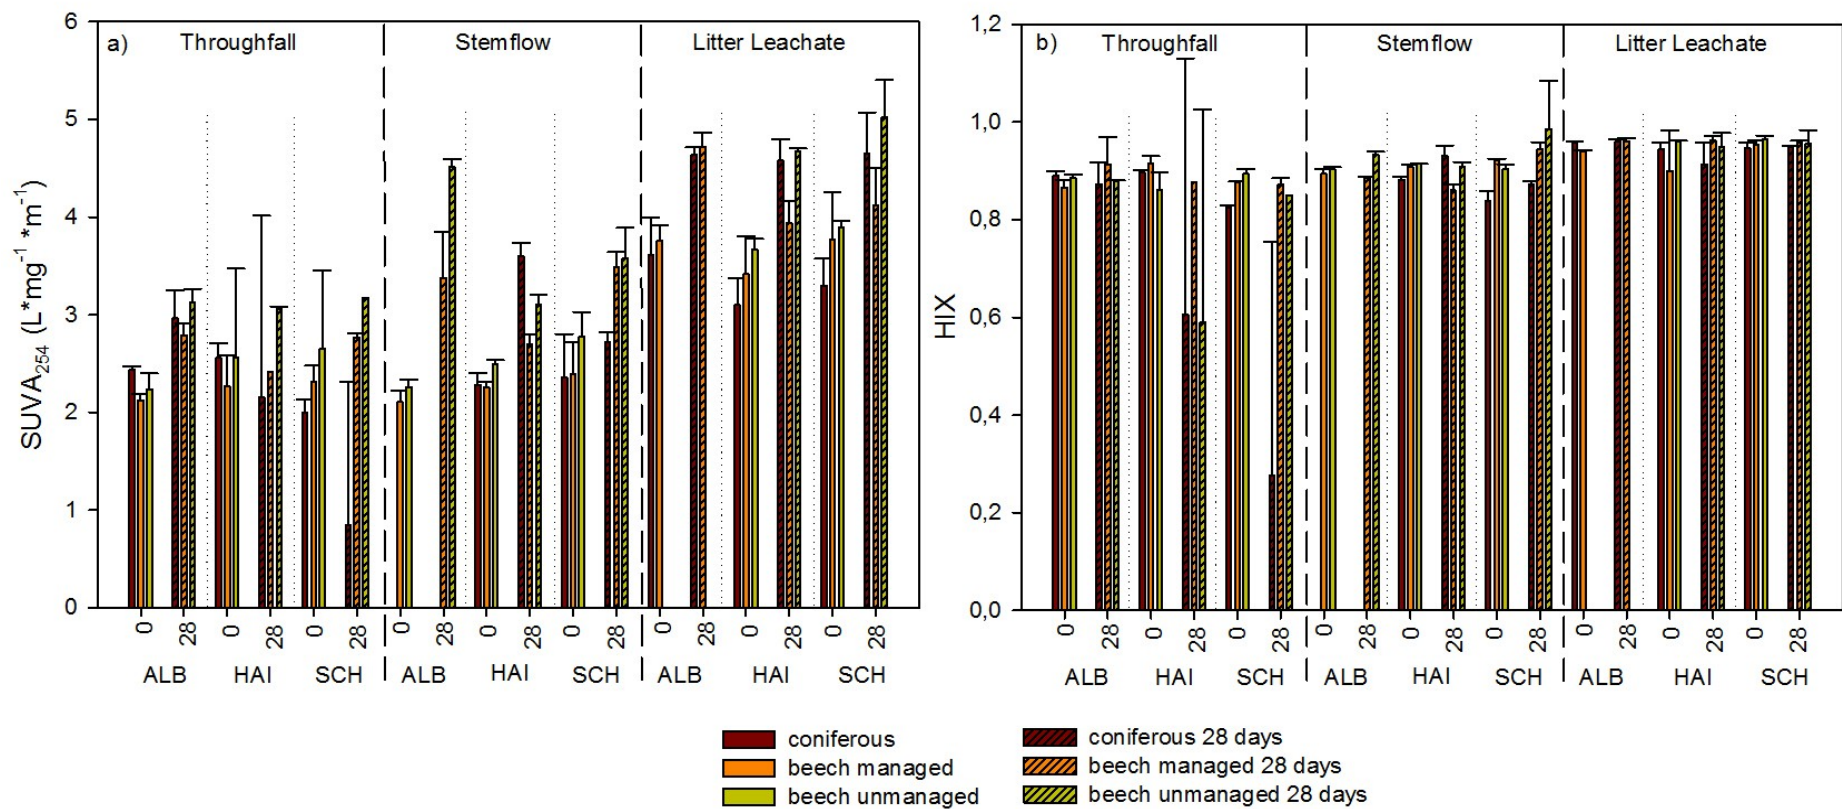 a) Throughfall Stemflow Litter Leachate
SUVA254 (L*mg-1 *m-1)
6
5
4
3
2
1
0
0 28 0 28 0 28 0 28 0 28 0 28 0 28 0 28 0 28
ALB HAI SCH ALB HAI SCH ALB HAI SCH
b) Throughfall Stemflow Litter Leachate
HIX
1,2
1,0
0,8
0,6
0,4
0,2
0,0
0 28 0 28 0 28 0 28 0 28 0 28 0 28 0 28 0 28
ALB HAI SCH ALB HAI SCH ALB HAI SCH
coniferous
beech managed
beech unmanaged
coniferous 28 days
beech managed 28 days
beech unmanaged 28 days